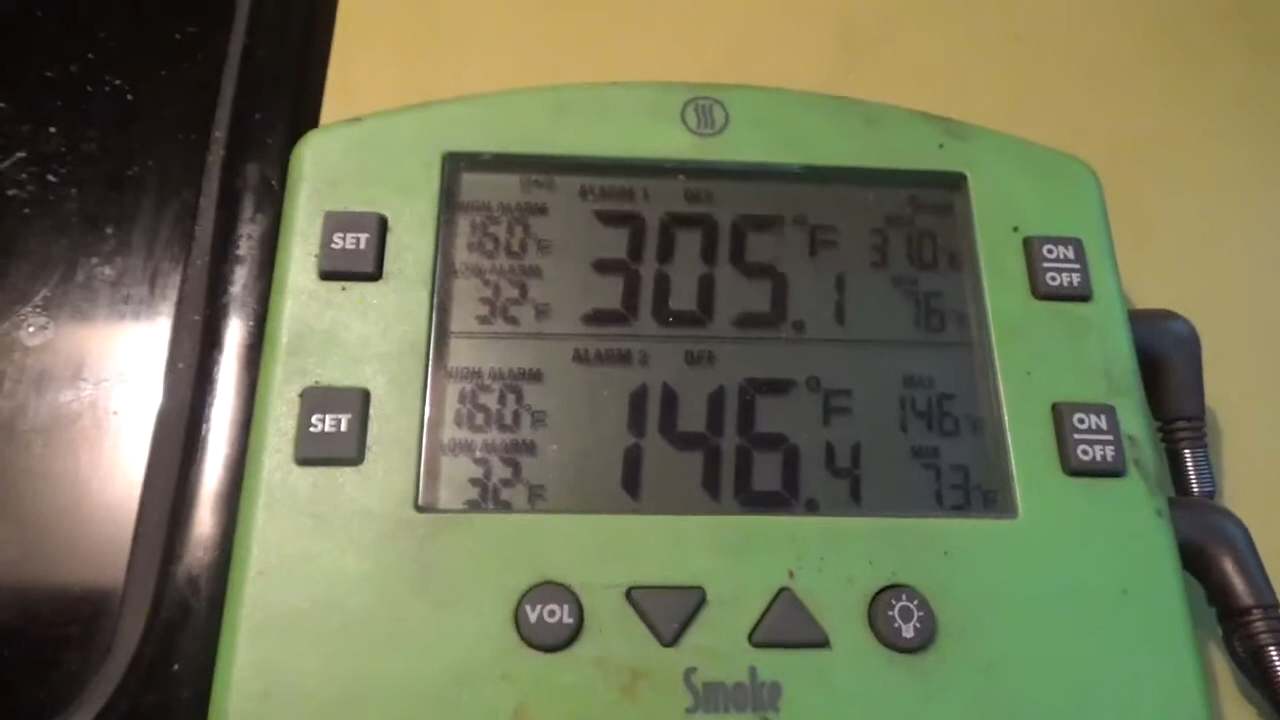 ALARM 1 OFF
HIGH ALARM
160°F
305.1°F
310
LOW ALARM
32°F
76
ALARM 2 OFF
HIGH ALARM
160°F
146.4°F
MAX
146
LOW ALARM
32°F
73°F
SET
ON
OFF
SET
ON
OFF
VOL
Smoke